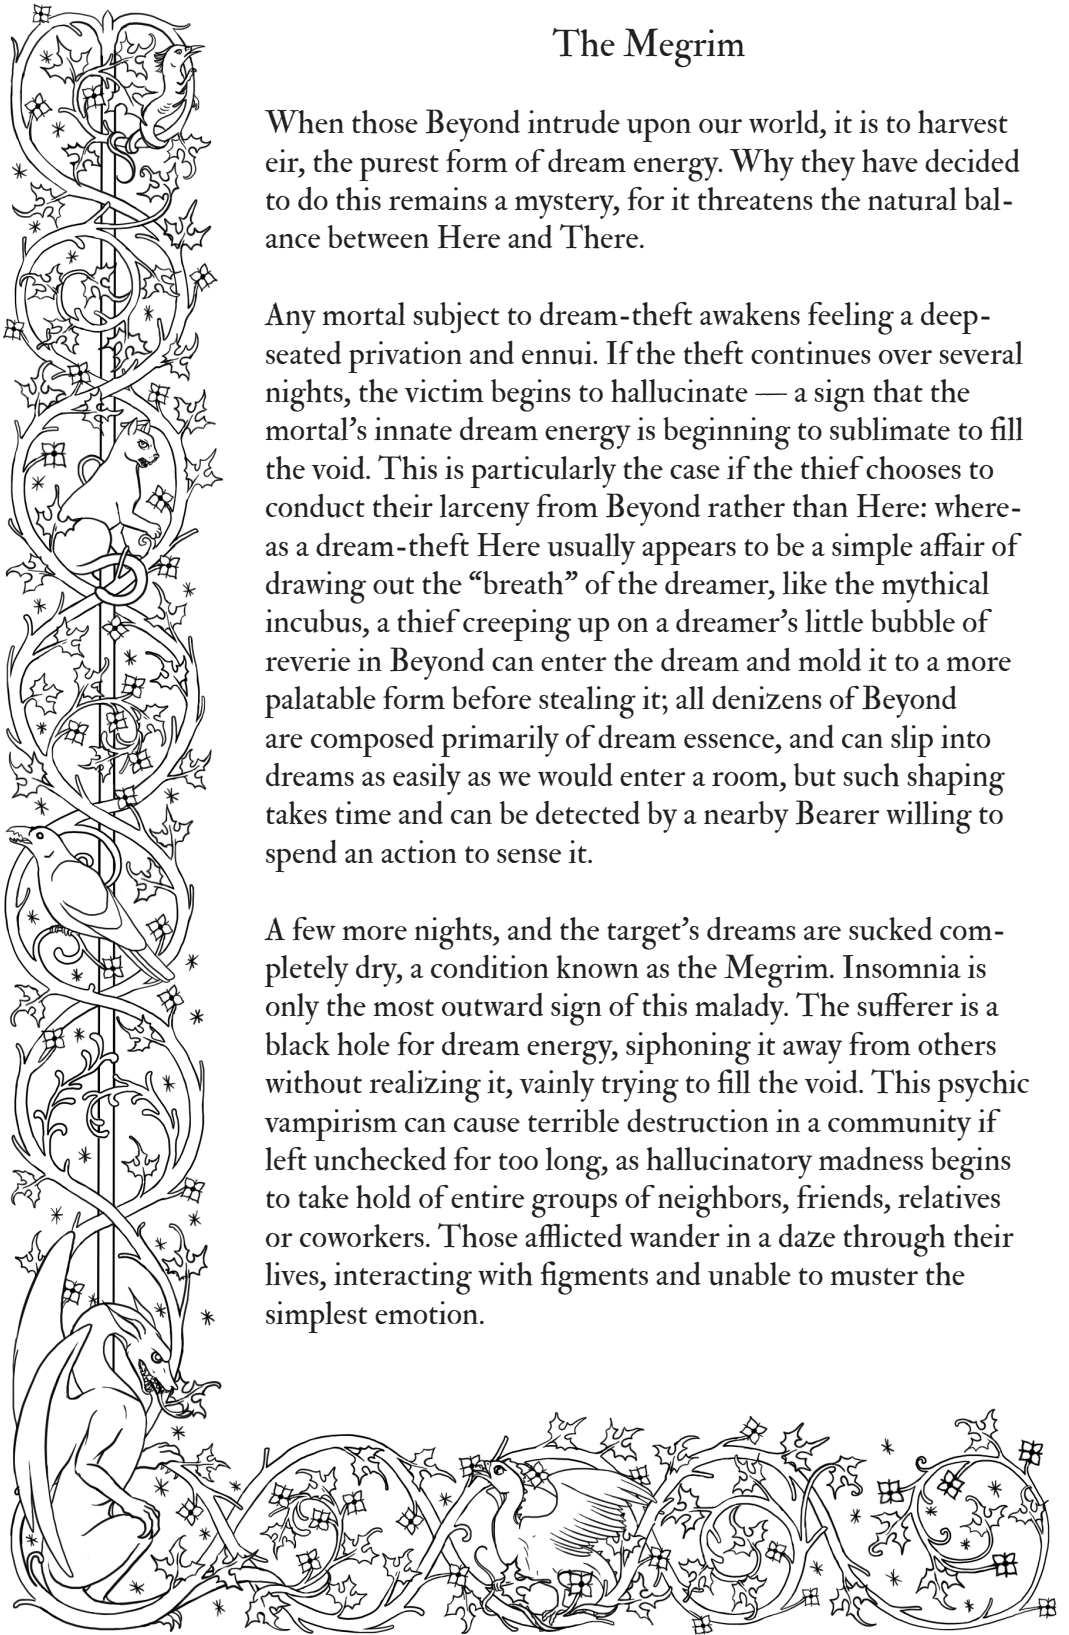 The Megrim
When those Beyond intrude upon our world, it is to harvest
eir, the purest form of dream energy. Why they have decided
to do this remains a mystery, for it threatens the natural bal-
ance between Here and There.
Any mortal subject to dream-theft awakens feeling a deep-
seated privation and ennui. If the theft continues over several
nights, the victim begins to hallucinate — a sign that the
mortal’s innate dream energy is beginning to sublimate to fill
the void. This is particularly the case if the thief chooses to
conduct their larceny from Beyond rather than Here: where-
as a dream-theft Here usually appears to be a simple affair of
drawing out the “breath” of the dreamer, like the mythical
incubus, a thief creeping up on a dreamer’s little bubble of
reverie in Beyond can enter the dream and mold it to a more
palatable form before stealing it; all denizens of Beyond
are composed primarily of dream essence, and can slip into
dreams as easily as we would enter a room, but such shaping
takes time and can be detected by a nearby Bearer willing to
spend an action to sense it.
A few more nights, and the target’s dreams are sucked com-
pletely dry, a condition known as the Megrim. Insomnia is
only the most outward sign of this malady. The sufferer is a
black hole for dream energy, siphoning it away from others
without realizing it, vainly trying to fill the void. This psychic
vampirism can cause terrible destruction in a community if
left unchecked for too long, as hallucinatory madness begins
to take hold of entire groups of neighbors, friends, relatives
or coworkers. Those afflicted wander in a daze through their
lives, interacting with figments and unable to muster the
simplest emotion.